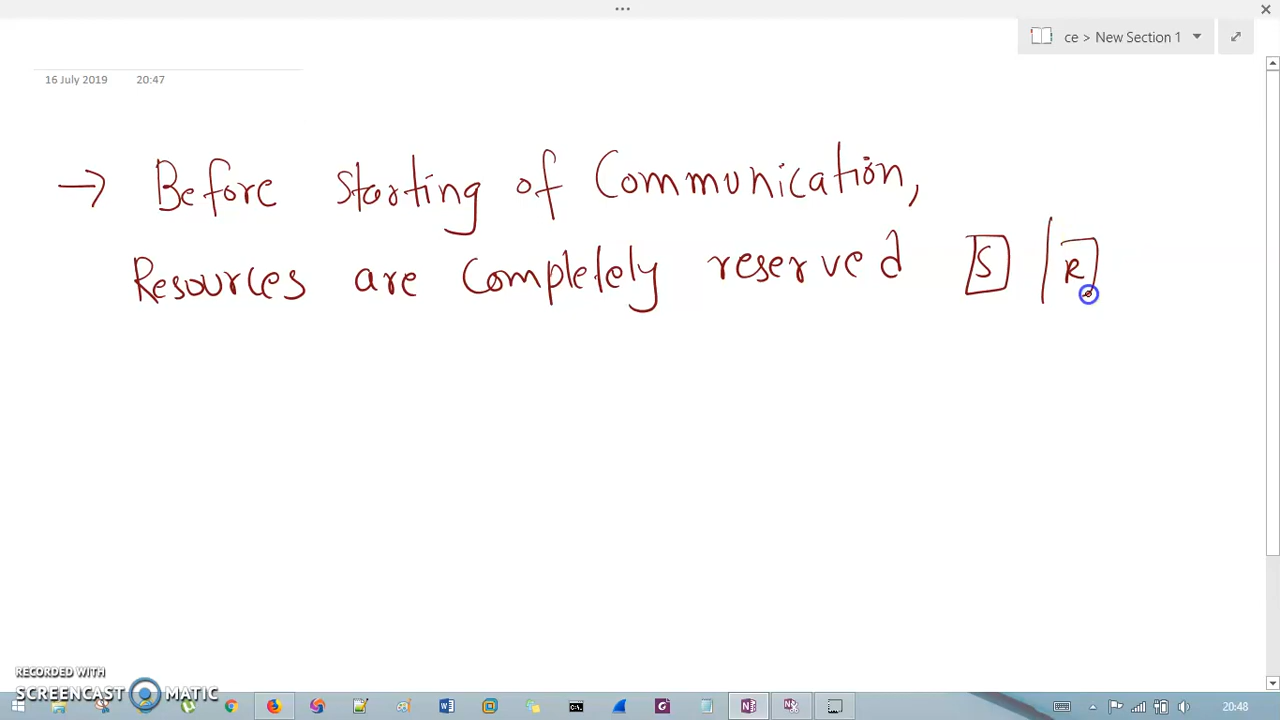 ...
ce > New Section 1
16 July 2019 20:47
→ Before Starting of Communication,
Resources are completely reserved S | R
RECORDED WITH
SCREENCAST MATIC
20:48